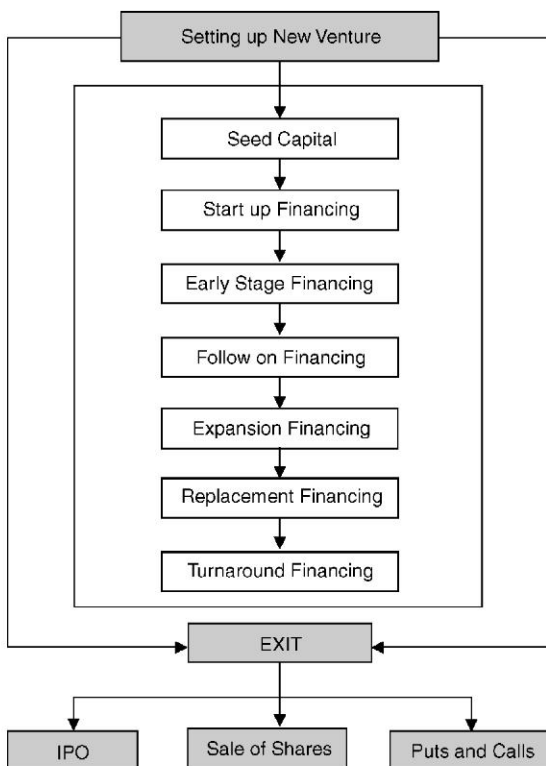 Setting up New Venture
Seed Capital
Start up Financing
Early Stage Financing
Follow on Financing
Expansion Financing
Replacement Financing
Turnaround Financing
EXIT
IPO
Sale of Shares
Puts and Calls